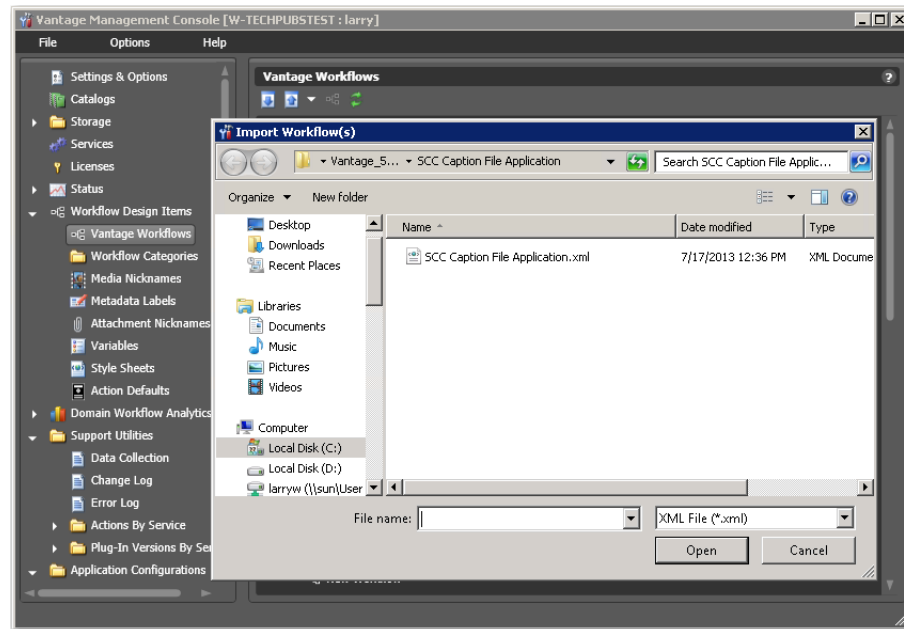 Vantage Management Console [W-TECHPUBSTEST : larry]
File Options Help
Settings & Options
Catalogs
Storage
Services
Licenses
Status
Workflow Design Items
Vantage Workflows
Workflow Categories
Media Nicknames
Metadata Labels
Attachment Nicknames
Variables
Style Sheets
Action Defaults
Domain Workflow Analytics
Support Utilities
Data Collection
Change Log
Error Log
Actions By Service
Plug-In Versions By Ser
Application Configurations
Vantage Workflows
?
Import Workflow(s)
Vantage_5... SCC Caption File Application
Search SCC Caption File Applic...
Organize New folder
Desktop
Downloads
Recent Places
Libraries
Documents
Music
Pictures
Videos
Computer
Local Disk (C:)
Local Disk (D:)
larryw (\\sun\User
Name Date modified Type
SCC Caption File Application.xml 7/17/2013 12:36 PM XML Docume
File name: XML File (*.xml)
Open Cancel